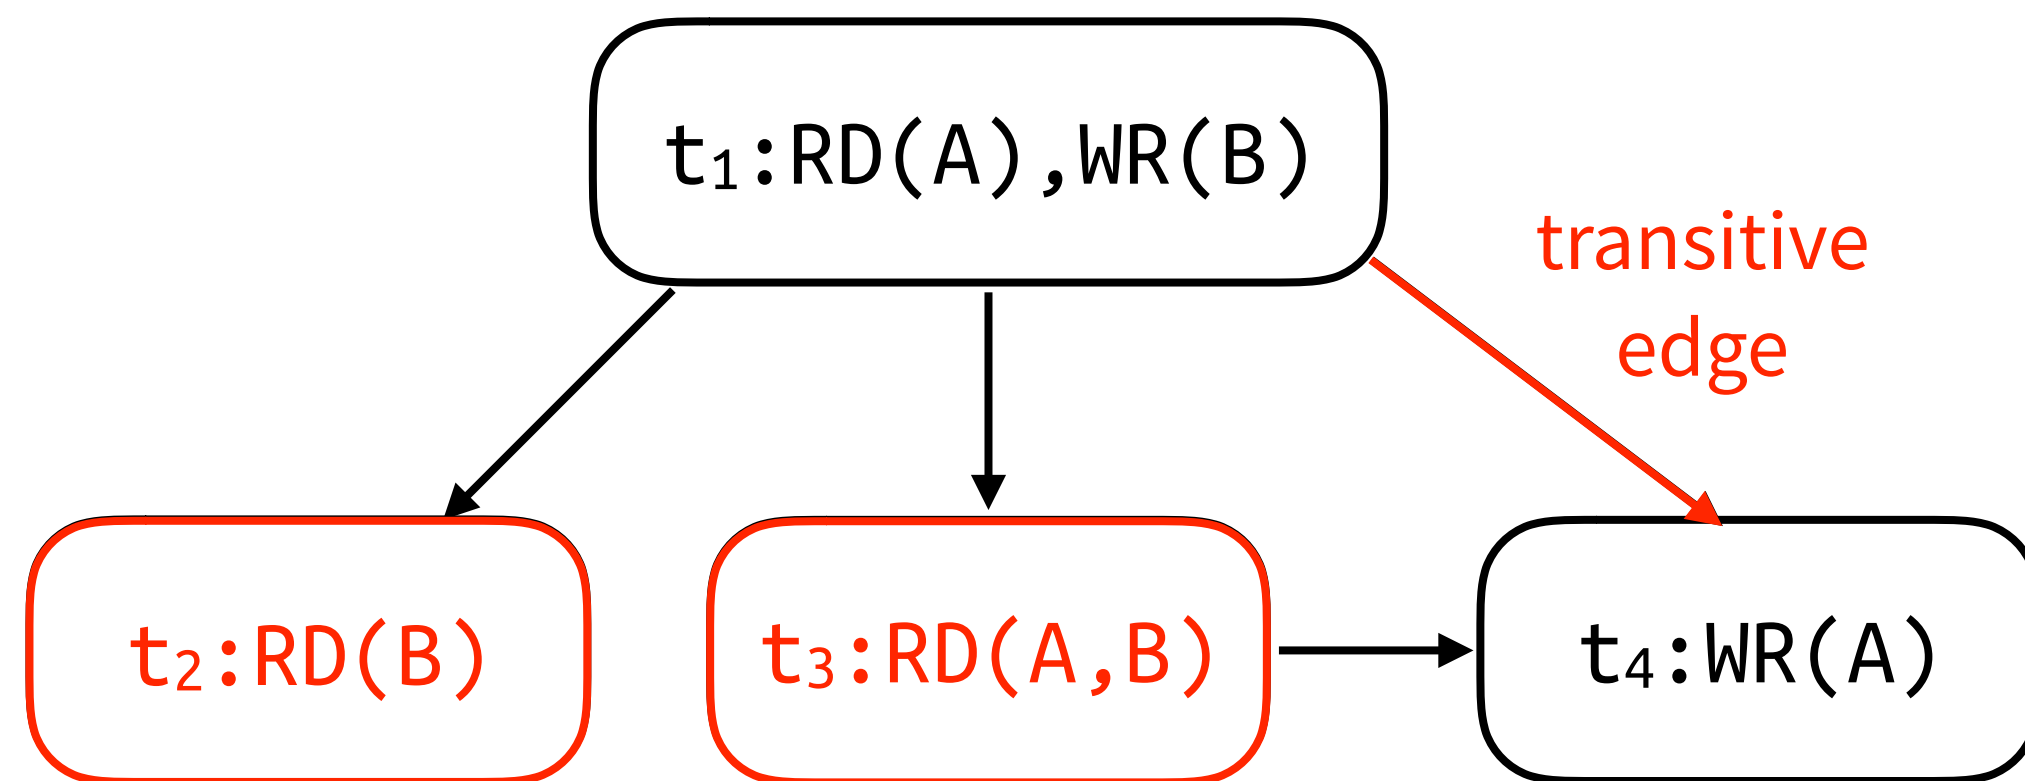 t₁:RD(A),WR(B)
transitive
edge
t₂:RD(B)
t₃:RD(A,B)
t₄:WR(A)